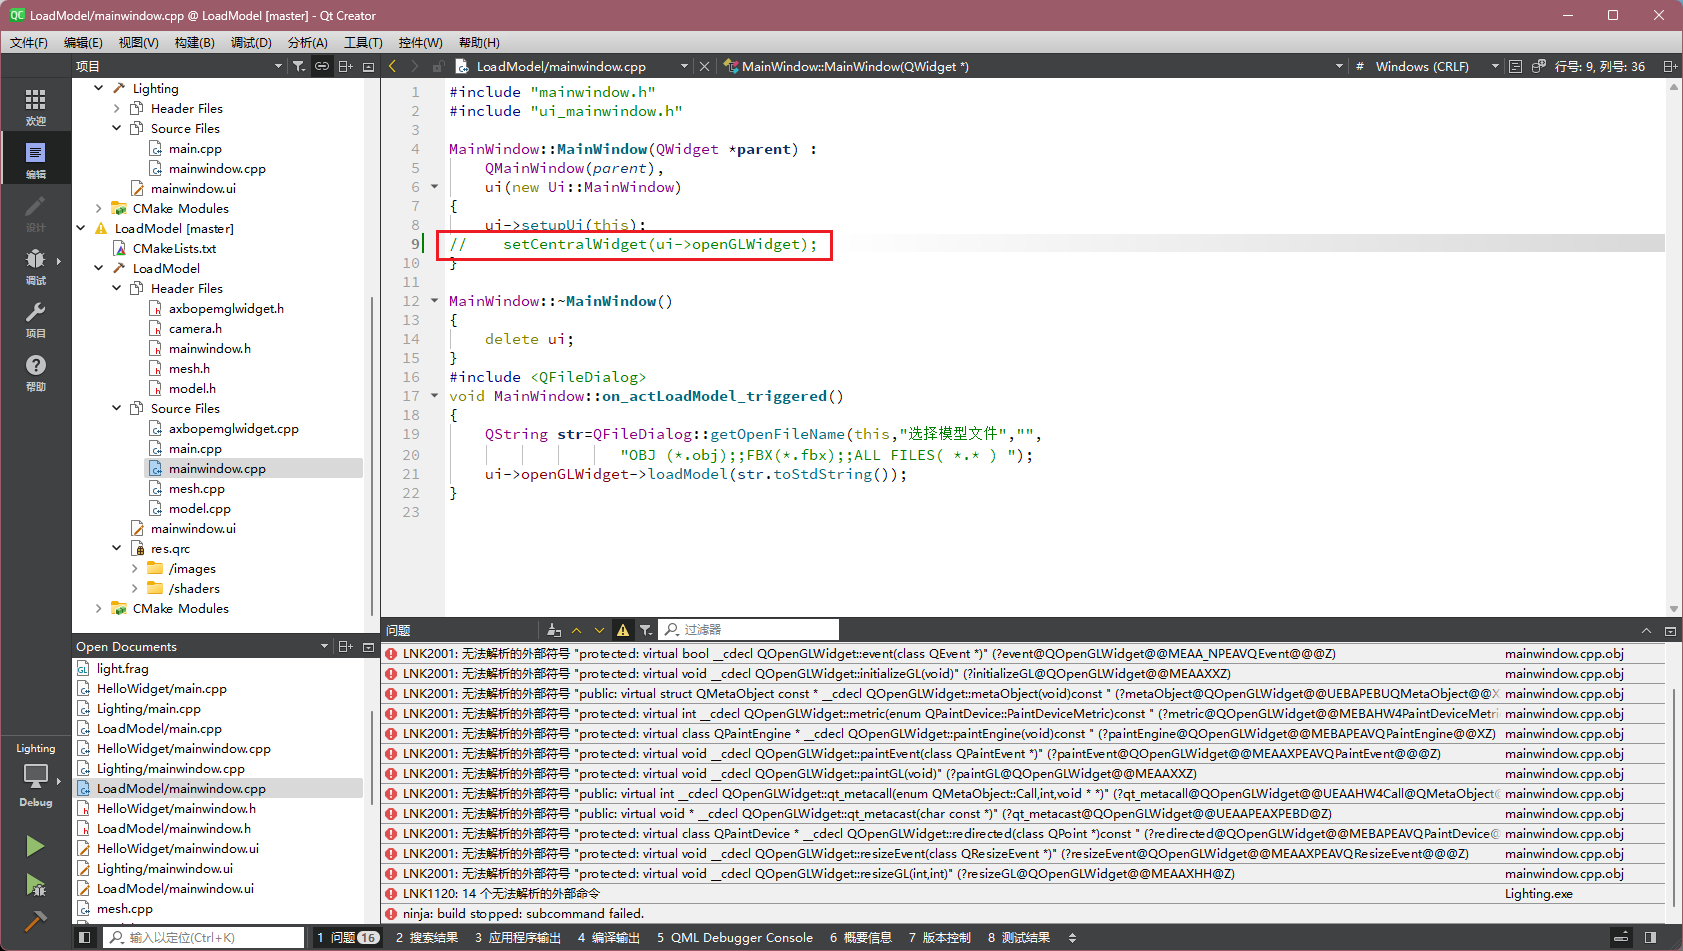 LoadModel/mainwindow.cpp @ LoadModel [master] - Qt Creator
文件(F) 编辑(E) 视图(V) 构建(B) 调试(D) 分析(A) 工具(T) 控件(W) 帮助(H)
项目
LoadModel/mainwindow.cpp
MainWindow::MainWindow(QWidget *)
# Windows (CRLF)
行号: 9, 列号: 36
欢迎
编辑
设计
调试
项目
帮助
Lighting
Debug
Lighting
Header Files
Source Files
main.cpp
mainwindow.cpp
mainwindow.ui
CMake Modules
LoadModel [master]
CMakeLists.txt
LoadModel
Header Files
axbopemglwidget.h
camera.h
mainwindow.h
mesh.h
model.h
Source Files
axbopemglwidget.cpp
main.cpp
mainwindow.cpp
mesh.cpp
model.cpp
mainwindow.ui
res.qrc
/images
/shaders
CMake Modules
Open Documents
light.frag
HelloWidget/main.cpp
Lighting/main.cpp
LoadModel/main.cpp
HelloWidget/mainwindow.cpp
Lighting/mainwindow.cpp
LoadModel/mainwindow.cpp
HelloWidget/mainwindow.h
LoadModel/mainwindow.h
HelloWidget/mainwindow.ui
Lighting/mainwindow.ui
LoadModel/mainwindow.ui
mesh.cpp
1 #include "mainwindow.h"
2 #include "ui_mainwindow.h"
3
4 MainWindow::MainWindow(QWidget *parent) :
5 QMainWindow(parent),
6 ui(new Ui::MainWindow)
7 {
8 ui->setupUi(this);
9 // setCentralWidget(ui->openGLWidget);
10 }
11
12 MainWindow::~MainWindow()
13 {
14 delete ui;
15 }
16 #include <QFileDialog>
17 void MainWindow::on_actLoadModel_triggered()
18 {
19 QString str=QFileDialog::getOpenFileName(this,"选择模型文件","",
20 "OBJ (*.obj);;FBX(*.fbx);;ALL FILES( *.* ) ");
21 ui->openGLWidget->loadModel(str.toStdString());
22 }
23
问题
过滤器
LNK2001: 无法解析的外部符号 "protected: virtual bool __cdecl QOpenGLWidget::event(class QEvent *)" (?event@QOpenGLWidget@@MEAA_NPEAVQEvent@@@Z) mainwindow.cpp.obj
LNK2001: 无法解析的外部符号 "protected: virtual void __cdecl QOpenGLWidget::initializeGL(void)" (?initializeGL@QOpenGLWidget@@MEAAXXZ) mainwindow.cpp.obj
LNK2001: 无法解析的外部符号 "public: virtual struct QMetaObject const * __cdecl QOpenGLWidget::metaObject(void)const " (?metaObject@QOpenGLWidget@@UEBAPEBUQMetaObject@@X mainwindow.cpp.obj
LNK2001: 无法解析的外部符号 "protected: virtual int __cdecl QOpenGLWidget::metric(enum QPaintDevice::PaintDeviceMetric)const " (?metric@QOpenGLWidget@@MEBAHW4PaintDeviceMetri mainwindow.cpp.obj
LNK2001: 无法解析的外部符号 "protected: virtual class QPaintEngine * __cdecl QOpenGLWidget::paintEngine(void)const " (?paintEngine@QOpenGLWidget@@MEBAPEAVQPaintEngine@@XZ) mainwindow.cpp.obj
LNK2001: 无法解析的外部符号 "protected: virtual void __cdecl QOpenGLWidget::paintEvent(class QPaintEvent *)" (?paintEvent@QOpenGLWidget@@MEAAXPEAVQPaintEvent@@@Z) mainwindow.cpp.obj
LNK2001: 无法解析的外部符号 "protected: virtual void __cdecl QOpenGLWidget::paintGL(void)" (?paintGL@QOpenGLWidget@@MEAAXXZ) mainwindow.cpp.obj
LNK2001: 无法解析的外部符号 "public: virtual int __cdecl QOpenGLWidget::qt_metacall(enum QMetaObject::Call,int,void * *)" (?qt_metacall@QOpenGLWidget@@UEAAHW4Call@QMetaObject@ mainwindow.cpp.obj
LNK2001: 无法解析的外部符号 "public: virtual void * __cdecl QOpenGLWidget::qt_metacast(char const *)" (?qt_metacast@QOpenGLWidget@@UEAAPEAXPEBD@Z) mainwindow.cpp.obj
LNK2001: 无法解析的外部符号 "protected: virtual class QPaintDevice * __cdecl QOpenGLWidget::redirected(class QPoint *)const " (?redirected@QOpenGLWidget@@MEBAPEAVQPaintDevice@ mainwindow.cpp.obj
LNK2001: 无法解析的外部符号 "protected: virtual void __cdecl QOpenGLWidget::resizeEvent(class QResizeEvent *)" (?resizeEvent@QOpenGLWidget@@MEAAXPEAVQResizeEvent@@@Z) mainwindow.cpp.obj
LNK2001: 无法解析的外部符号 "protected: virtual void __cdecl QOpenGLWidget::resizeGL(int,int)" (?resizeGL@QOpenGLWidget@@MEAAXHH@Z) mainwindow.cpp.obj
LNK1120: 14 个无法解析的外部命令 Lighting.exe
ninja: build stopped: subcommand failed.
输入以定位(Ctrl+K) 1 问题 16 2 搜索结果 3 应用程序输出 4 编译输出 5 QML Debugger Console 6 概要信息 7 版本控制 8 测试结果